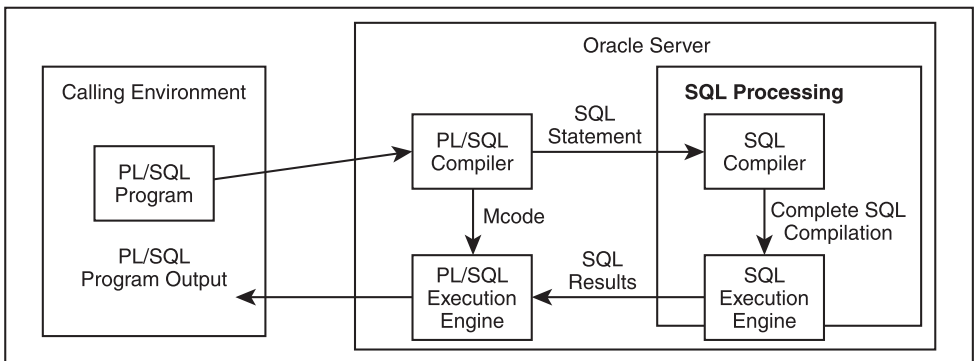 Oracle Server
Calling Environment
SQL Processing
PL/SQL
Program
PL/SQL
Compiler
SQL
Statement
SQL
Compiler
Mcode
Complete SQL
Compilation
PL/SQL
Program Output
PL/SQL
Execution
Engine
SQL
Results
SQL
Execution
Engine